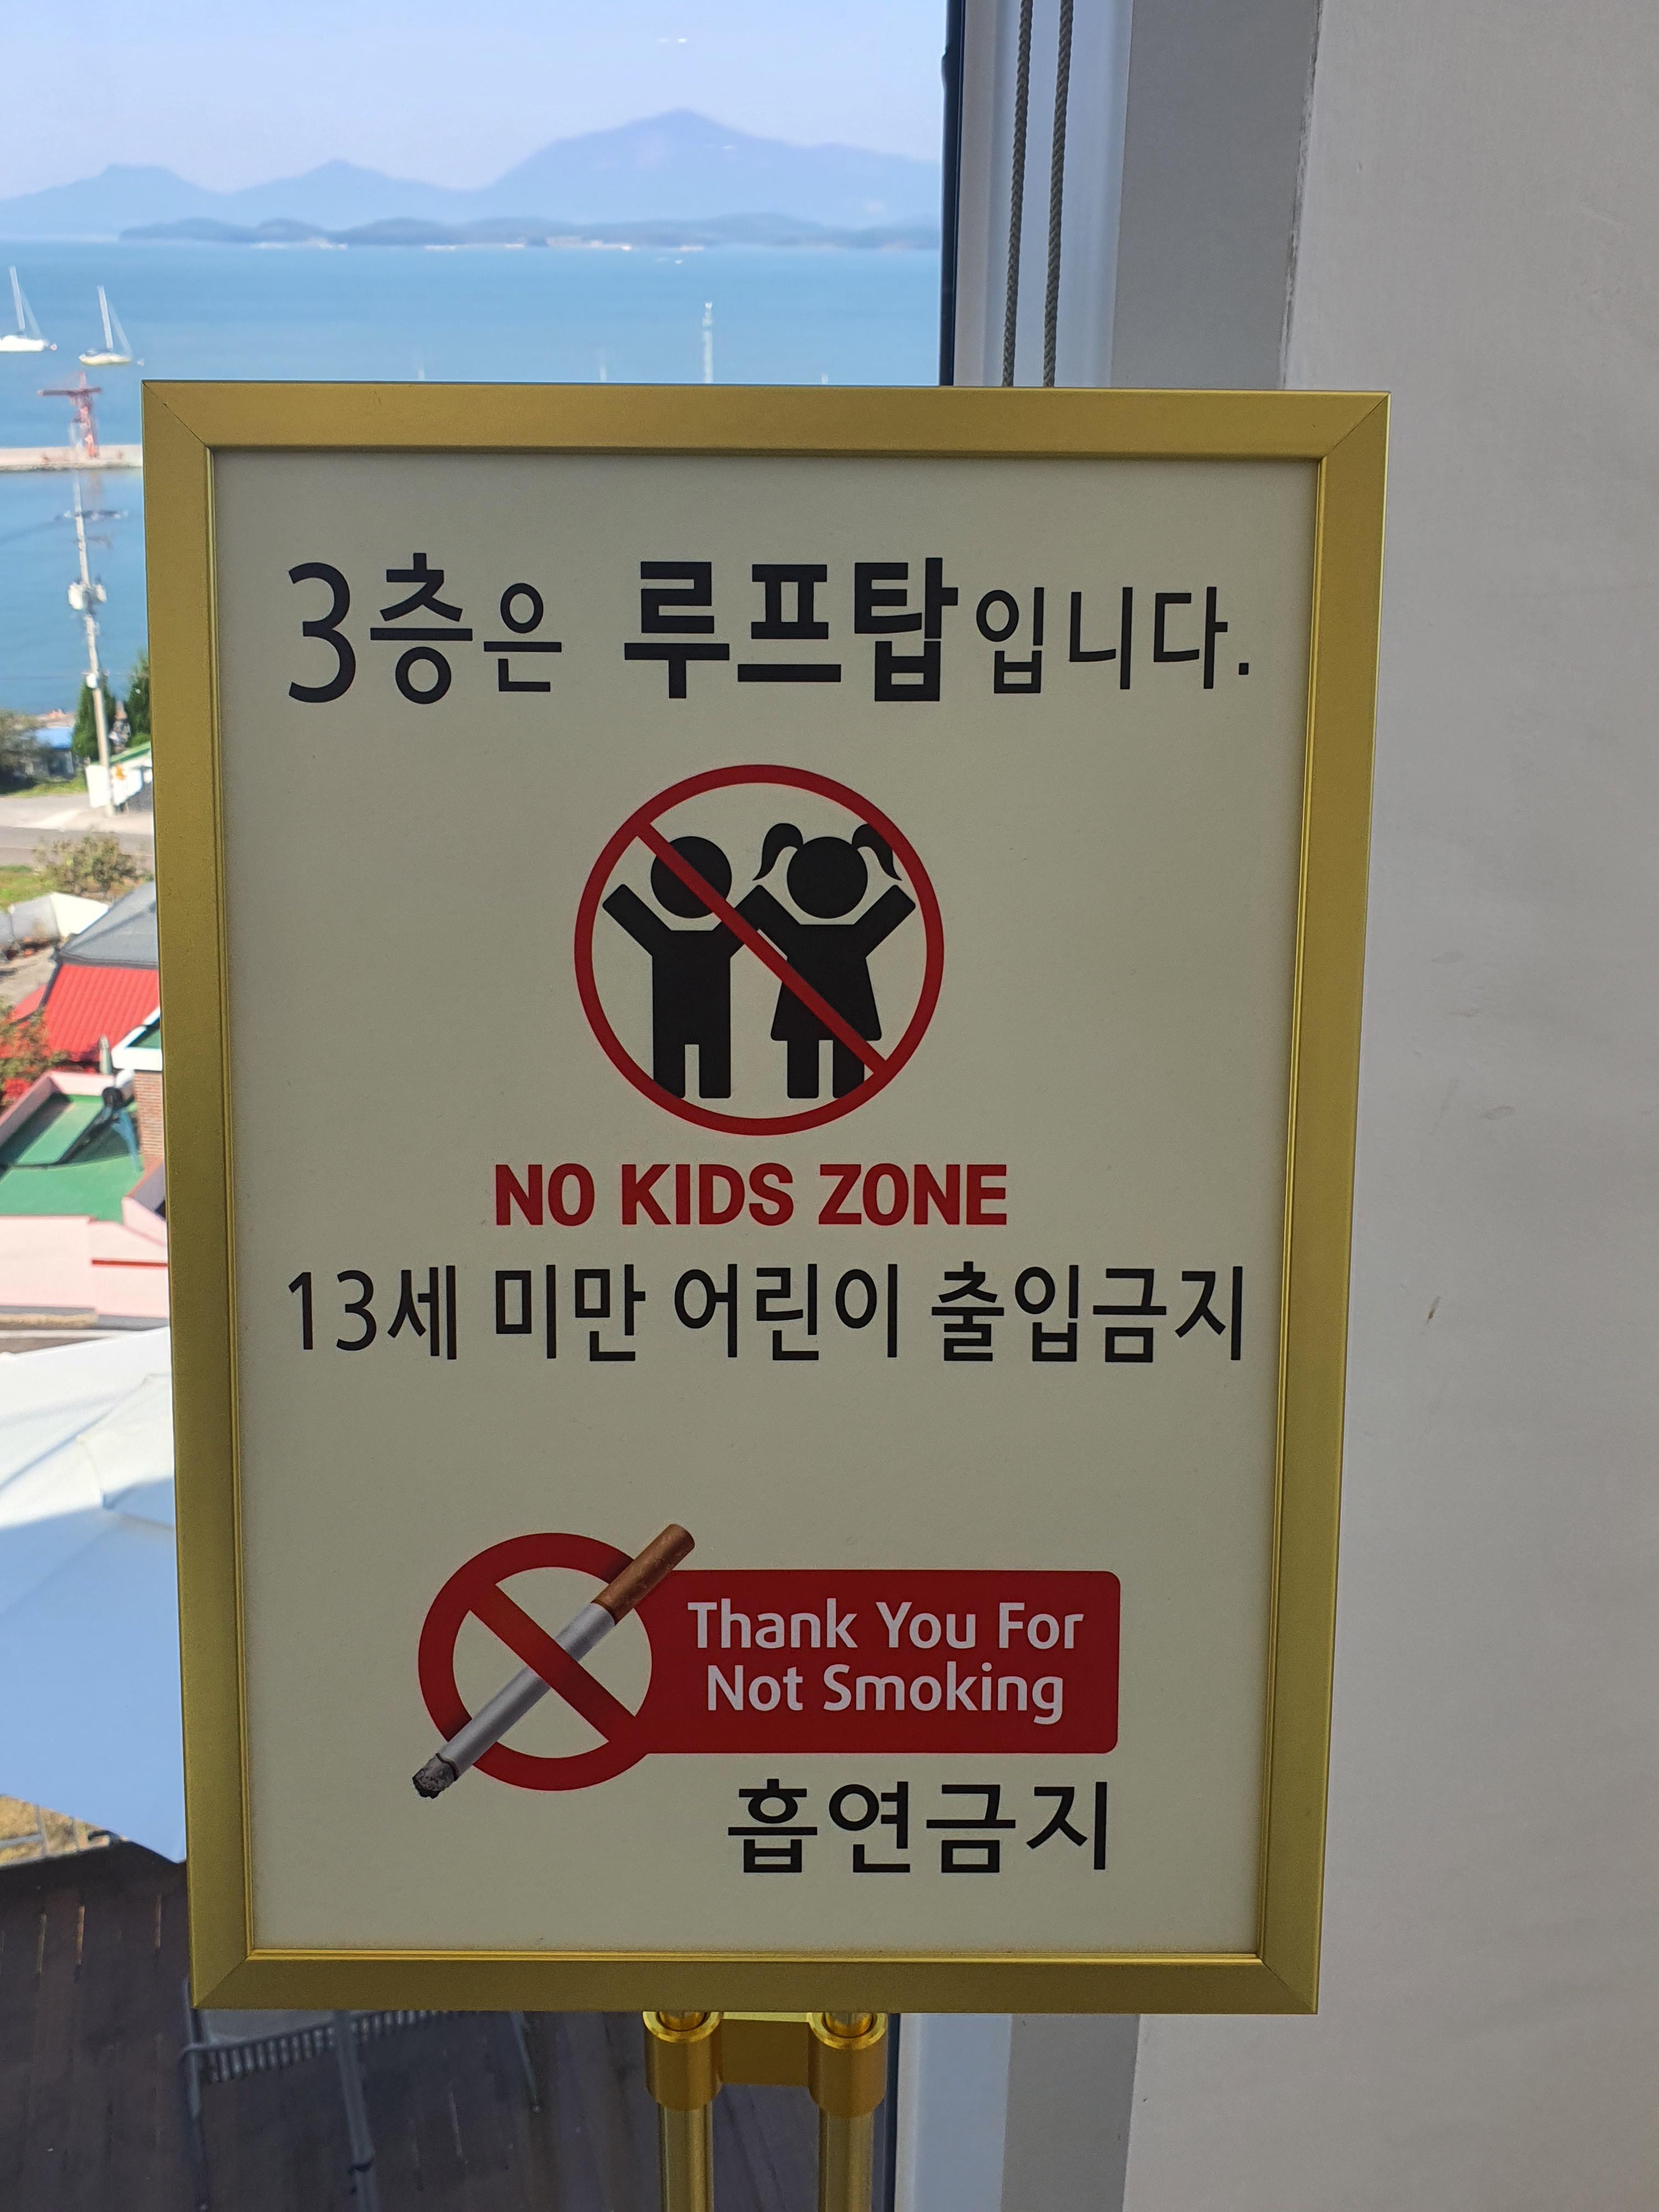 3층은 루프탑입니다.
NO KIDS ZONE
13세 미만 어린이 출입금지
Thank You For
Not Smoking
흡연금지